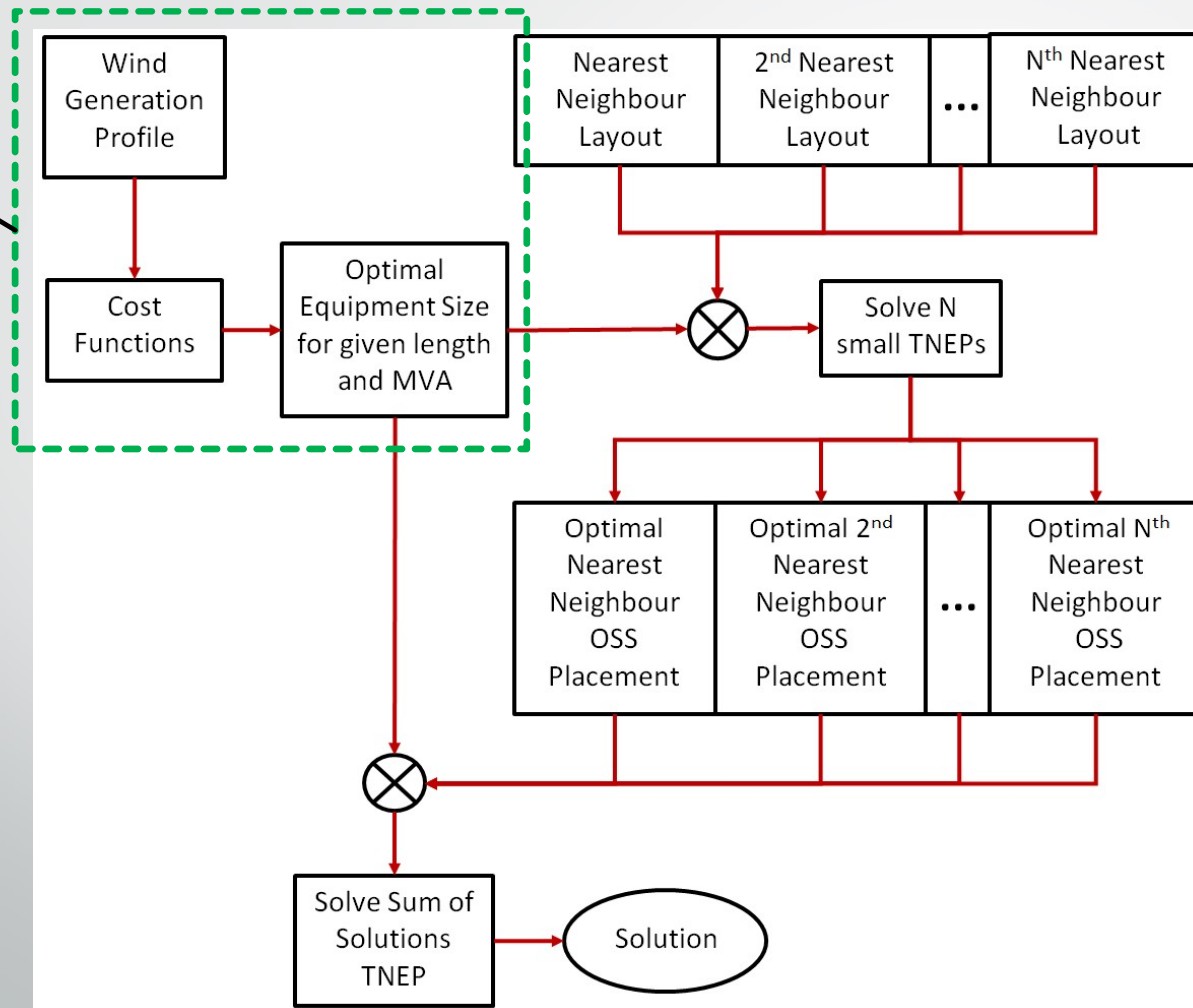 Wind
Generation
Profile
Nearest
Neighbour
Layout
2nd Nearest
Neighbour
Layout
...
Nth Nearest
Neighbour
Layout
Cost
Functions
Optimal
Equipment Size
for given length
and MVA
Solve N
small TNEPs
Optimal
Nearest
Neighbour
OSS
Placement
Optimal 2nd
Nearest
Neighbour
OSS
Placement
...
Optimal Nth
Nearest
Neighbour
OSS
Placement
Solve Sum of
Solutions
TNEP
Solution